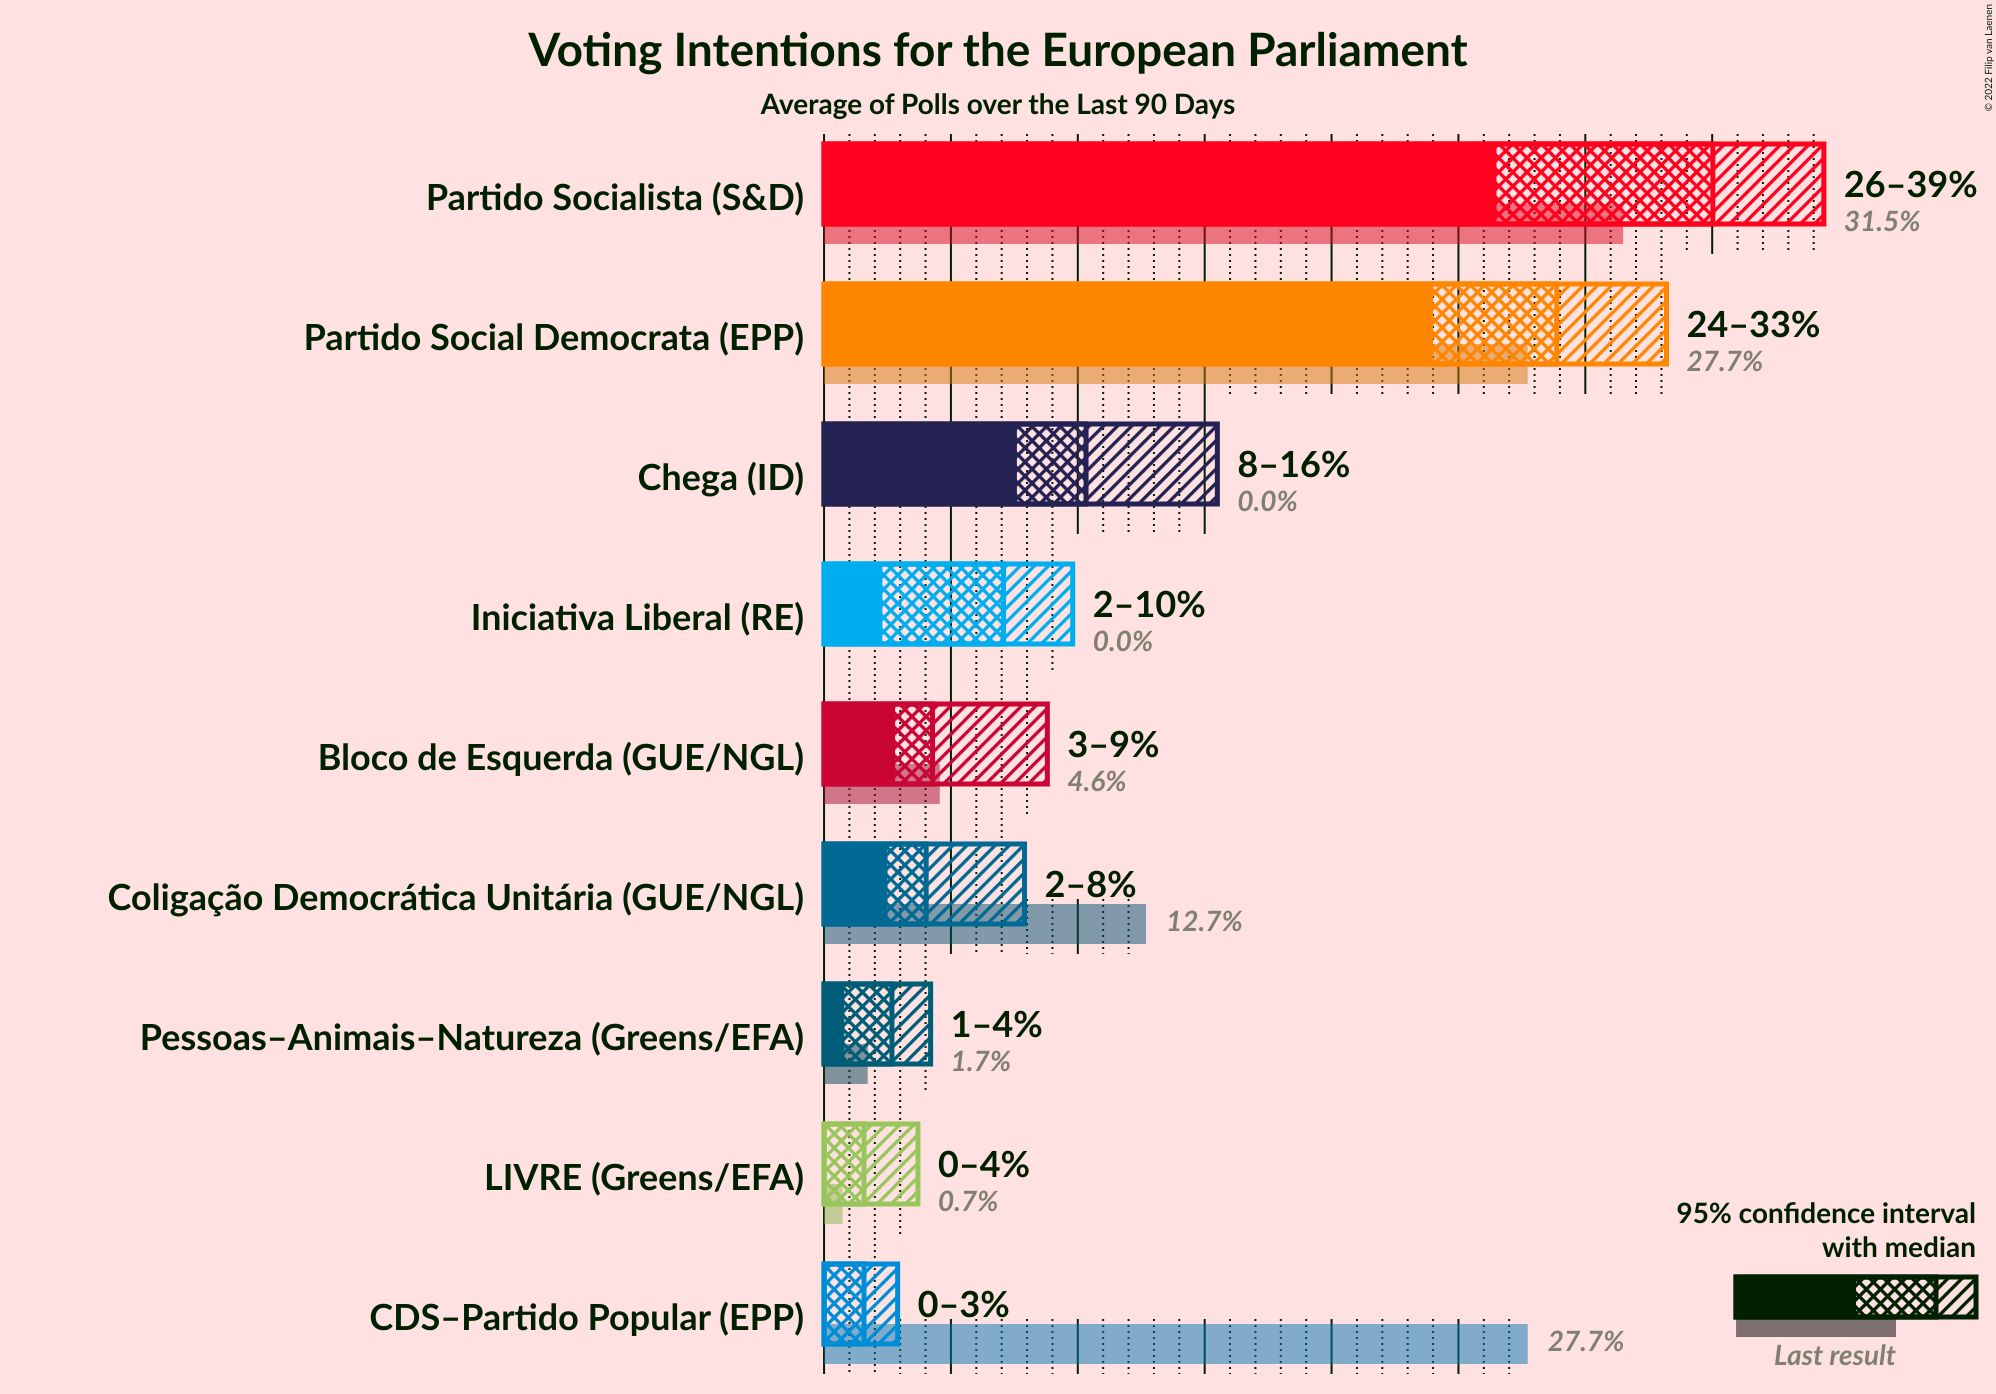 Voting Intentions for the European Parliament
Average of Polls over the Last 90 Days
© 2022 Filip van Laenen
Partido Socialista (S&D)
26–39%
31.5%
Partido Social Democrata (EPP)
24–33%
27.7%
Chega (ID)
8–16%
0.0%
Iniciativa Liberal (RE)
2–10%
0.0%
Bloco de Esquerda (GUE/NGL)
3–9%
4.6%
Coligação Democrática Unitária (GUE/NGL)
2–8%
12.7%
Pessoas–Animais–Natureza (Greens/EFA)
1–4%
1.7%
LIVRE (Greens/EFA)
0–4%
0.7%
CDS–Partido Popular (EPP)
0–3%
27.7%
95% confidence interval
with median
Last result